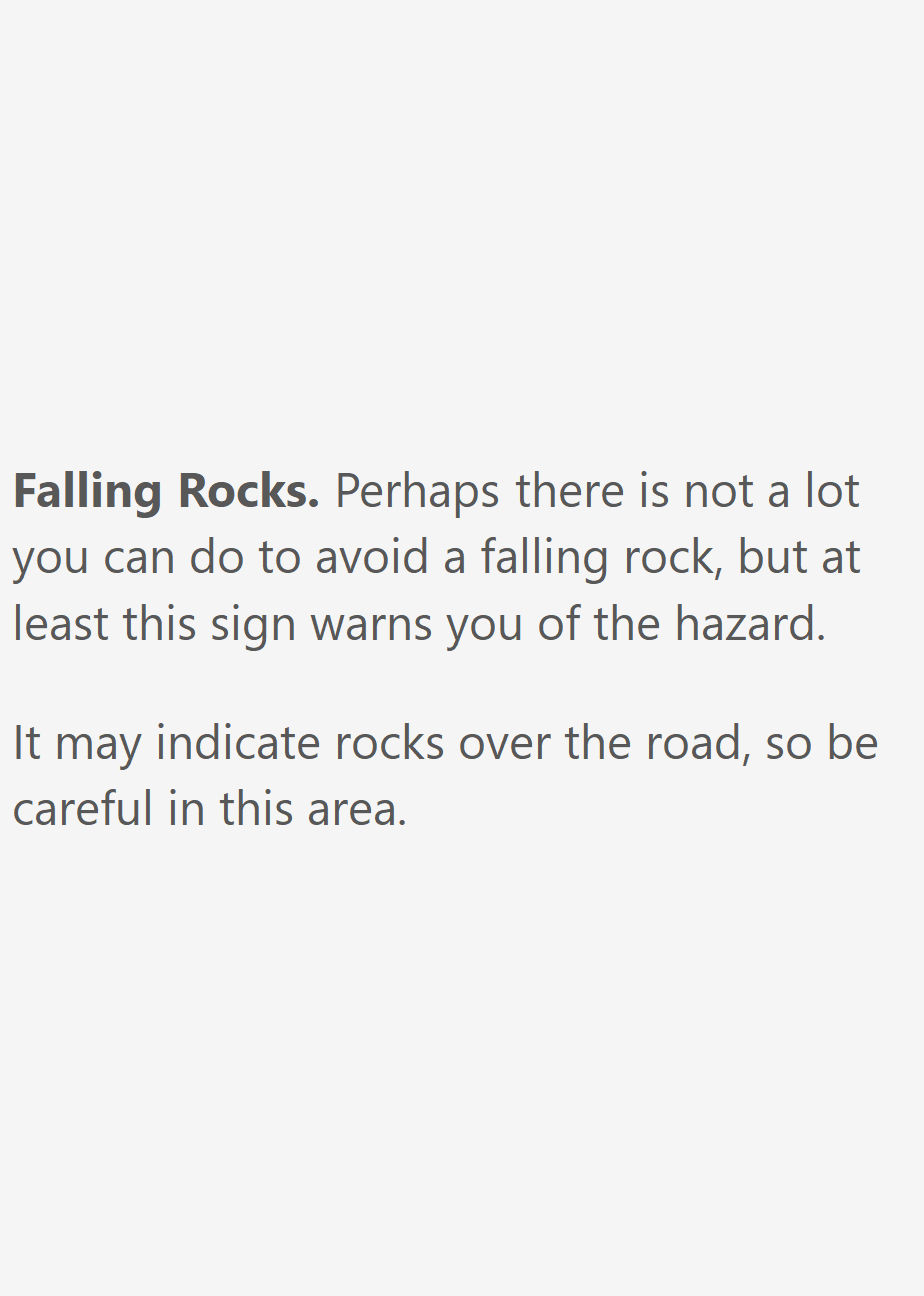 Falling Rocks. Perhaps there is not a lot
you can do to avoid a falling rock, but at
least this sign warns you of the hazard.
It may indicate rocks over the road, so be
careful in this area.